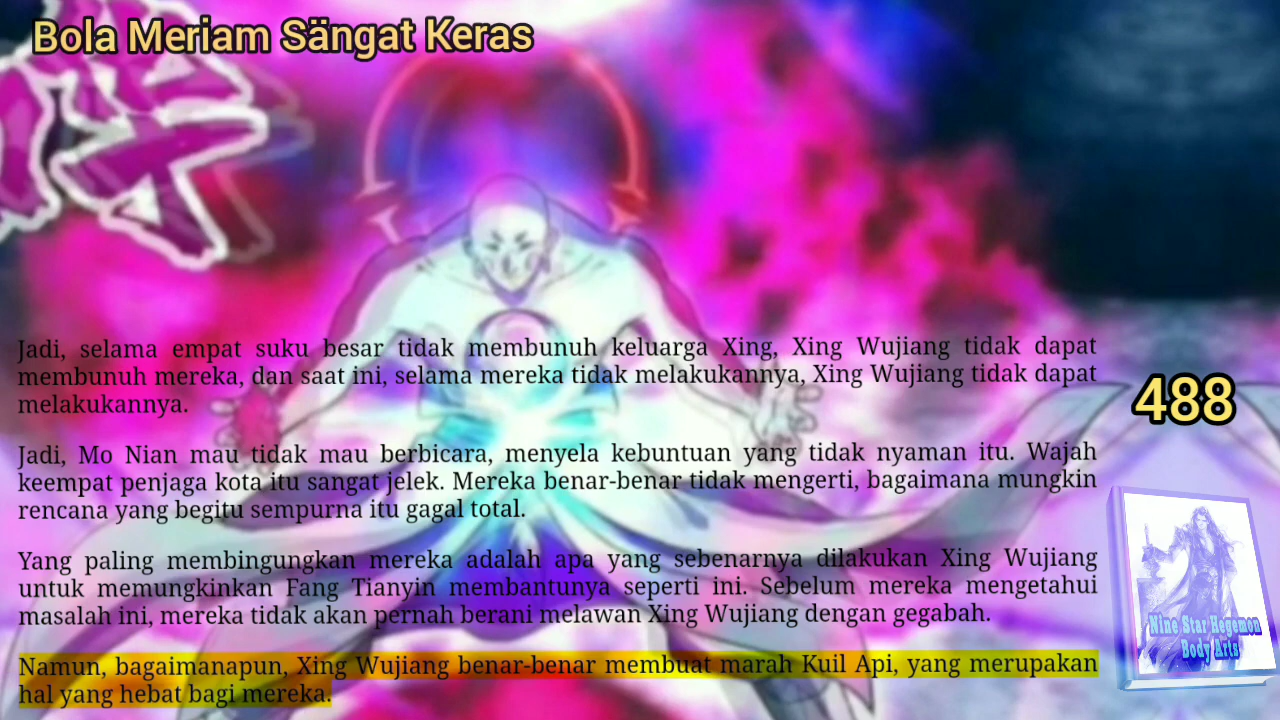 Bola Meriam Sängat Keras
Jadi, selama empat suku besar tidak membunuh keluarga Xing, Xing Wujiang tidak dapat
membunuh mereka, dan saat ini, selama mereka tidak melakukannya, Xing Wujiang tidak dapat
melakukannya.
488
Jadi, Mo Nian mau tidak mau berbicara, menyela kebuntuan yang tidak nyaman itu. Wajah
keempat penjaga kota itu sangat jelek. Mereka benar-benar tidak mengerti, bagaimana mungkin
rencana yang begitu sempurna itu gagal total.
Yang paling membingungkan mereka adalah apa yang sebenarnya dilakukan Xing Wujiang
untuk memungkinkan Fang Tianyin membantunya seperti ini. Sebelum mereka mengetahui
masalah ini, mereka tidak akan pernah berani melawan Xing Wujiang dengan gegabah.
Namun, bagaimanapun, Xing Wujiang benar-benar membuat marah Kuil Api, yang merupakan
hal yang hebat bagi mereka.
Nine Star Hegemon
Body Arts